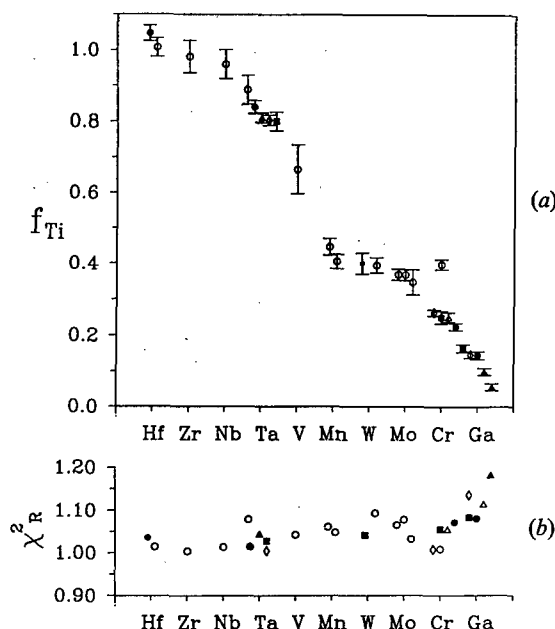 1.0
0.8
0.6
0.4
0.2
0.0
f_Ti
(a)
Hf Zr Nb Ta V Mn W Mo Cr Ga
1.20
1.10
1.00
0.90
χ²_R
(b)
Hf Zr Nb Ta V Mn W Mo Cr Ga